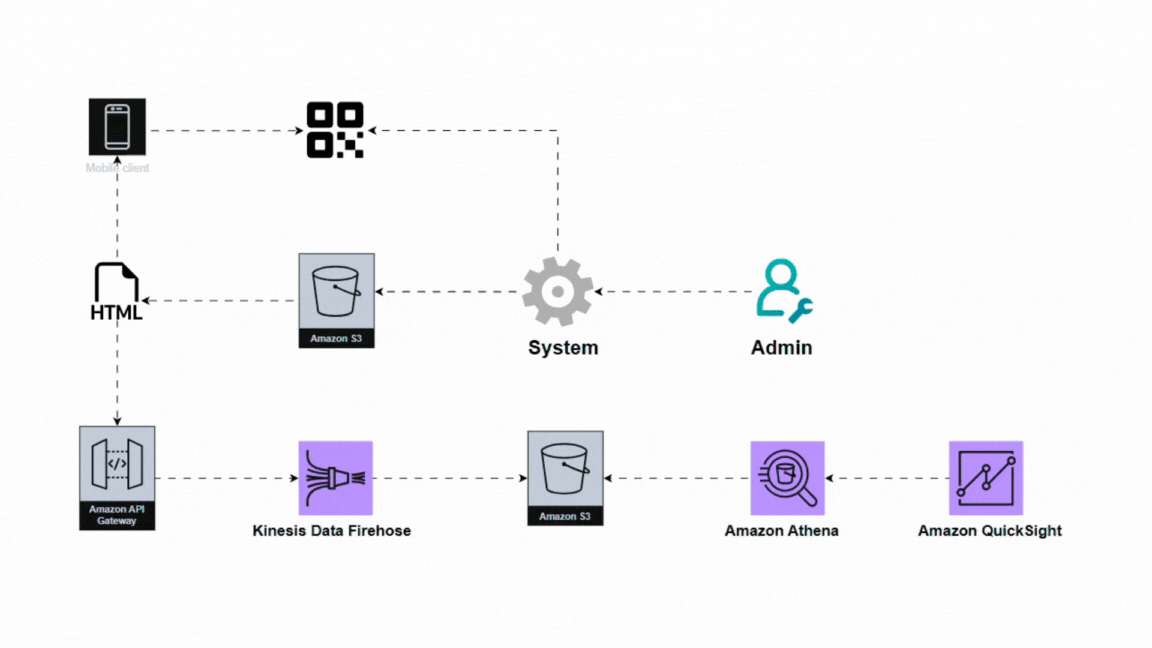 Mobile client
HTML
Amazon S3
System
Admin
Amazon API
Gateway
Kinesis Data Firehose
Amazon S3
Amazon Athena
Amazon QuickSight